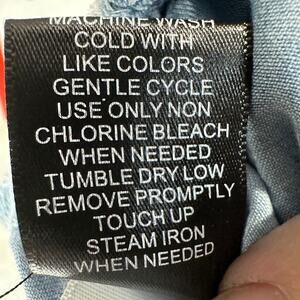 MACHINE WASH
COLD WITH
LIKE COLORS
GENTLE CYCLE
USE ONLY NON
CHLORINE BLEACH
WHEN NEEDED
TUMBLE DRY LOW
REMOVE PROMPTLY
TOUCH UP
STEAM IRON
WHEN NEEDED